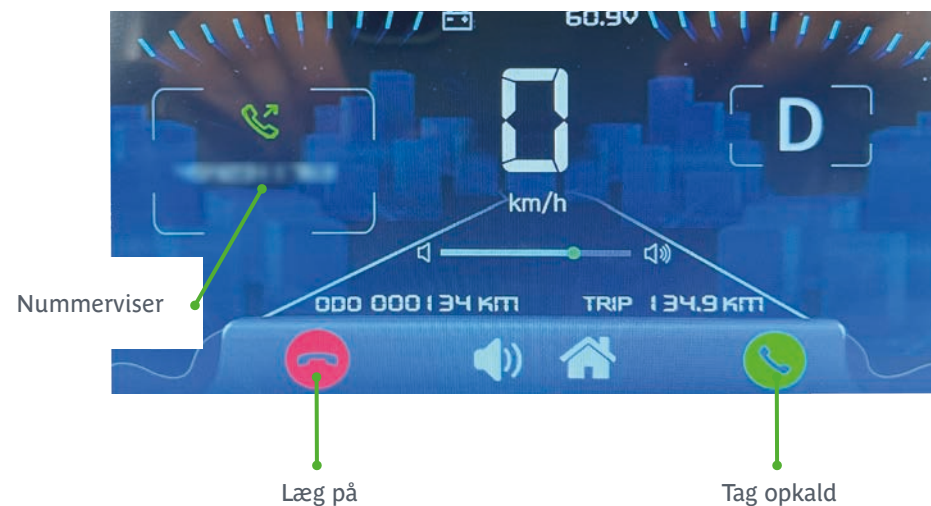 60.9V
0
D
km/h
Nummerviser
ODO 000134 KM
TRIP 134.9 KM
Læg på
Tag opkald